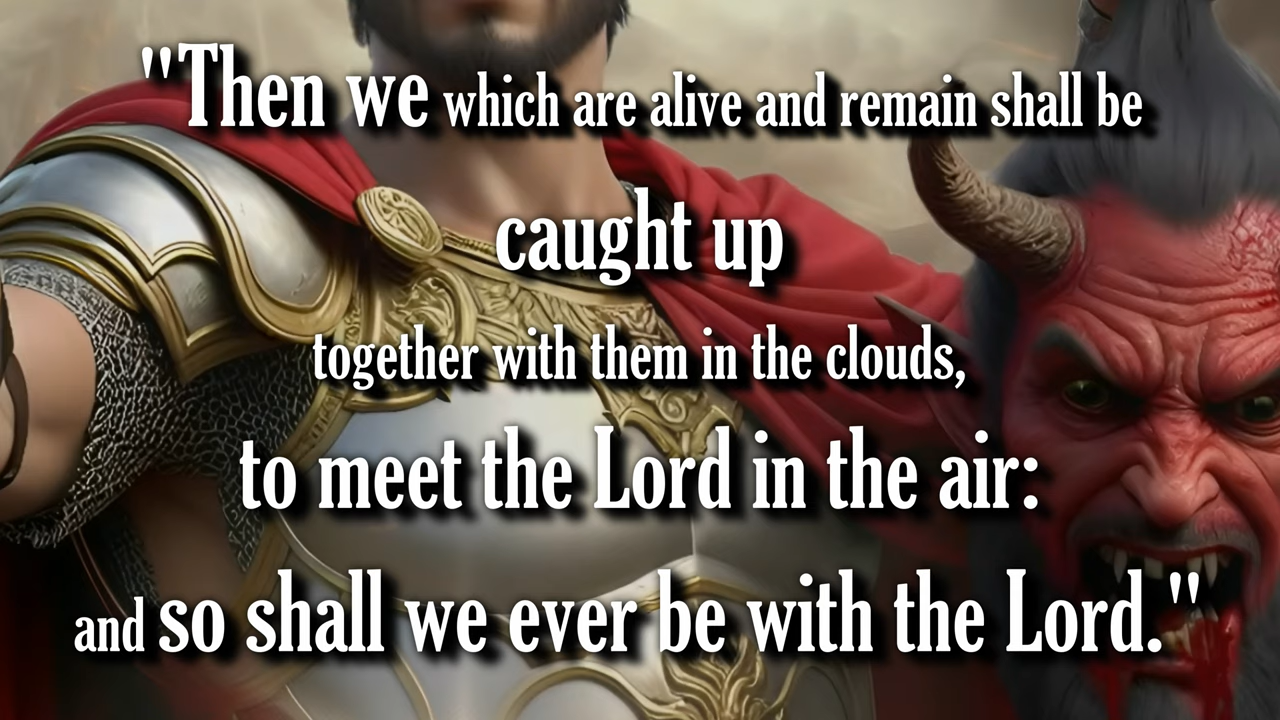 "Then we which are alive and remain shall be
caught up
together with them in the clouds,
to meet the Lord in the air:
and so shall we ever be with the Lord."